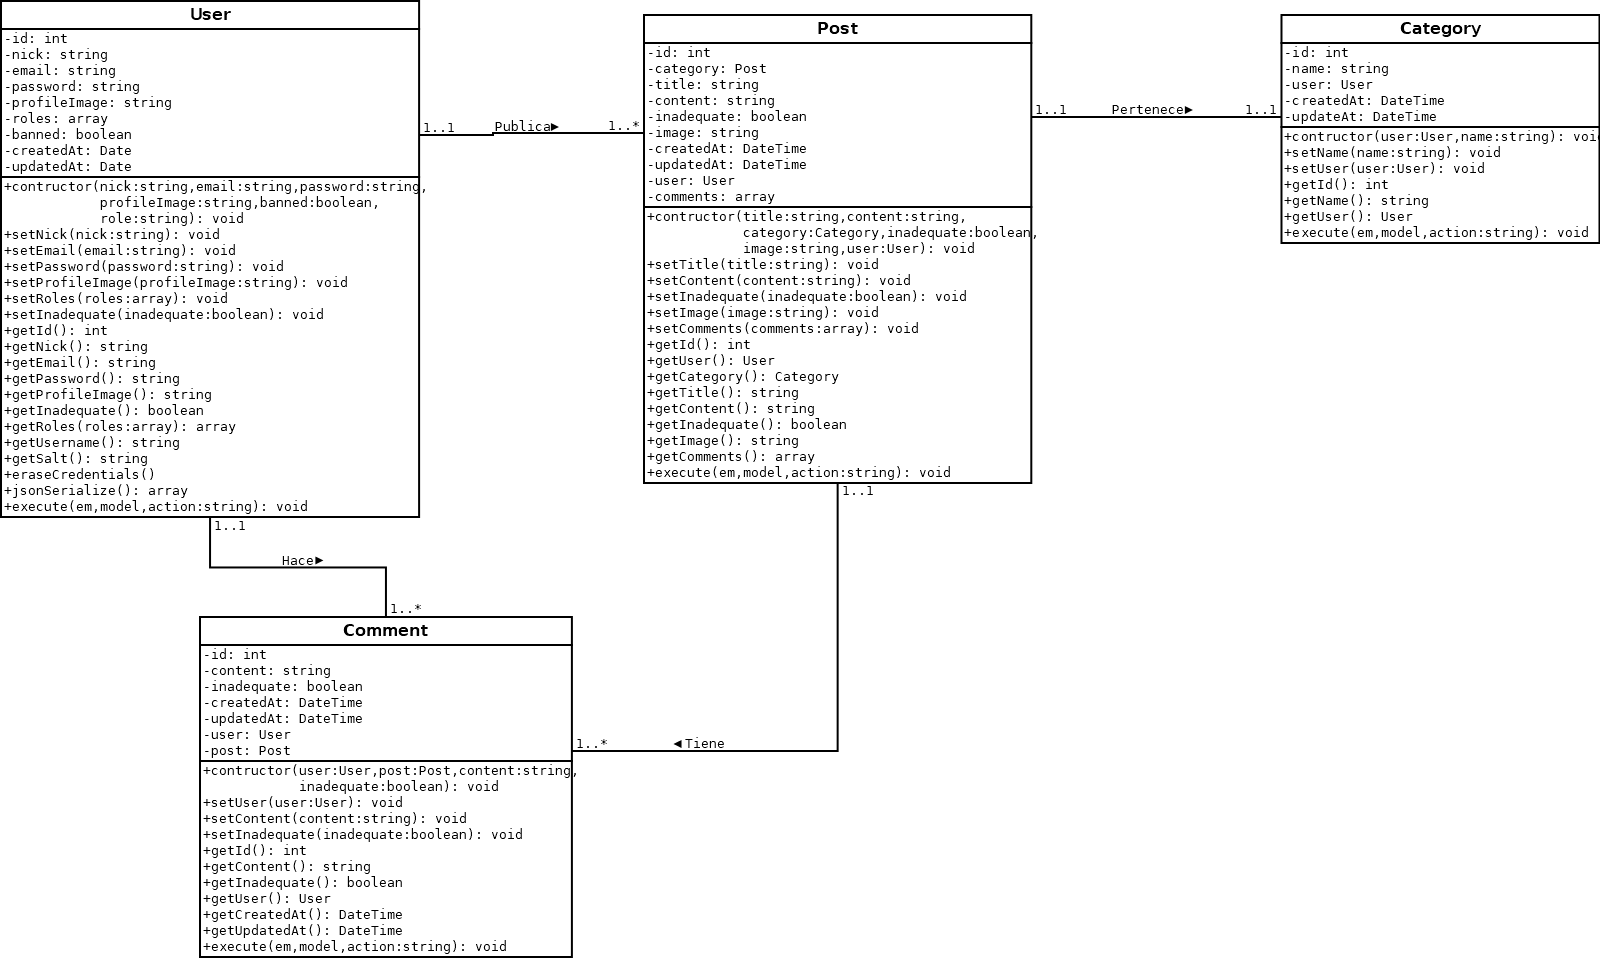 User
-id: int
-nick: string
-email: string
-password: string
-profileImage: string
-roles: array
-banned: boolean
-createdAt: Date
-updatedAt: Date
+contructor(nick:string,email:string,password:string,
profileImage:string,banned:boolean,
role:string): void
+setNick(nick:string): void
+setEmail(email:string): void
+setPassword(password:string): void
+setProfileImage(profileImage:string): void
+setRoles(roles:array): void
+setInadequate(inadequate:boolean): void
+getId(): int
+getNick(): string
+getEmail(): string
+getPassword(): string
+getProfileImage(): string
+getInadequate(): boolean
+getRoles(roles:array): array
+getUsername(): string
+getSalt(): string
+eraseCredentials()
+jsonSerialize(): array
+execute(em,model,action:string): void
1..1 Publica► 1..*
Post
-id: int
-category: Post
-title: string
-content: string
-inadequate: boolean
-image: string
-createdAt: DateTime
-updatedAt: DateTime
-user: User
-comments: array
+contructor(title:string,content:string,
category:Category,inadequate:boolean,
image:string,user:User): void
+setTitle(title:string): void
+setContent(content:string): void
+setInadequate(inadequate:boolean): void
+setImage(image:string): void
+setComments(comments:array): void
+getId(): int
+getUser(): User
+getCategory(): Category
+getTitle(): string
+getContent(): string
+getInadequate(): boolean
+getImage(): string
+getComments(): array
+execute(em,model,action:string): void
1..1 Pertenece► 1..1
Category
-id: int
-name: string
-user: User
-createdAt: DateTime
-updateAt: DateTime
+contructor(user:User,name:string): void
+setName(name:string): void
+setUser(user:User): void
+getId(): int
+getName(): string
+getUser(): User
+execute(em,model,action:string): void
1..1
Hace►
1..*
1..1
1..* ◄Tiene
Comment
-id: int
-content: string
-inadequate: boolean
-createdAt: DateTime
-updatedAt: DateTime
-user: User
-post: Post
+contructor(user:User,post:Post,content:string,
inadequate:boolean): void
+setUser(user:User): void
+setContent(content:string): void
+setInadequate(inadequate:boolean): void
+getId(): int
+getContent(): string
+getInadequate(): boolean
+getUser(): User
+getCreatedAt(): DateTime
+getUpdatedAt(): DateTime
+execute(em,model,action:string): void